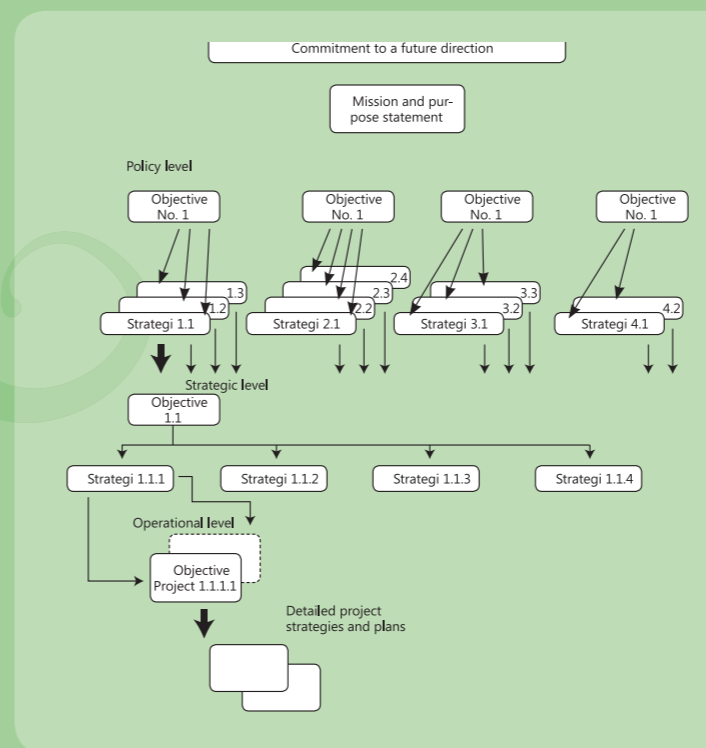 Commitment to a future direction
Mission and pur-
pose statement
Policy level
Objective
No. 1
Objective
No. 1
Objective
No. 1
Objective
No. 1
1.3
1.2
Strategi 1.1
2.4
2.3
2.2
Strategi 2.1
3.3
3.2
Strategi 3.1
4.2
Strategi 4.1
Strategic level
Objective
1.1
Strategi 1.1.1
Strategi 1.1.2
Strategi 1.1.3
Strategi 1.1.4
Operational level
Objective
Project 1.1.1.1
Detailed project
strategies and plans